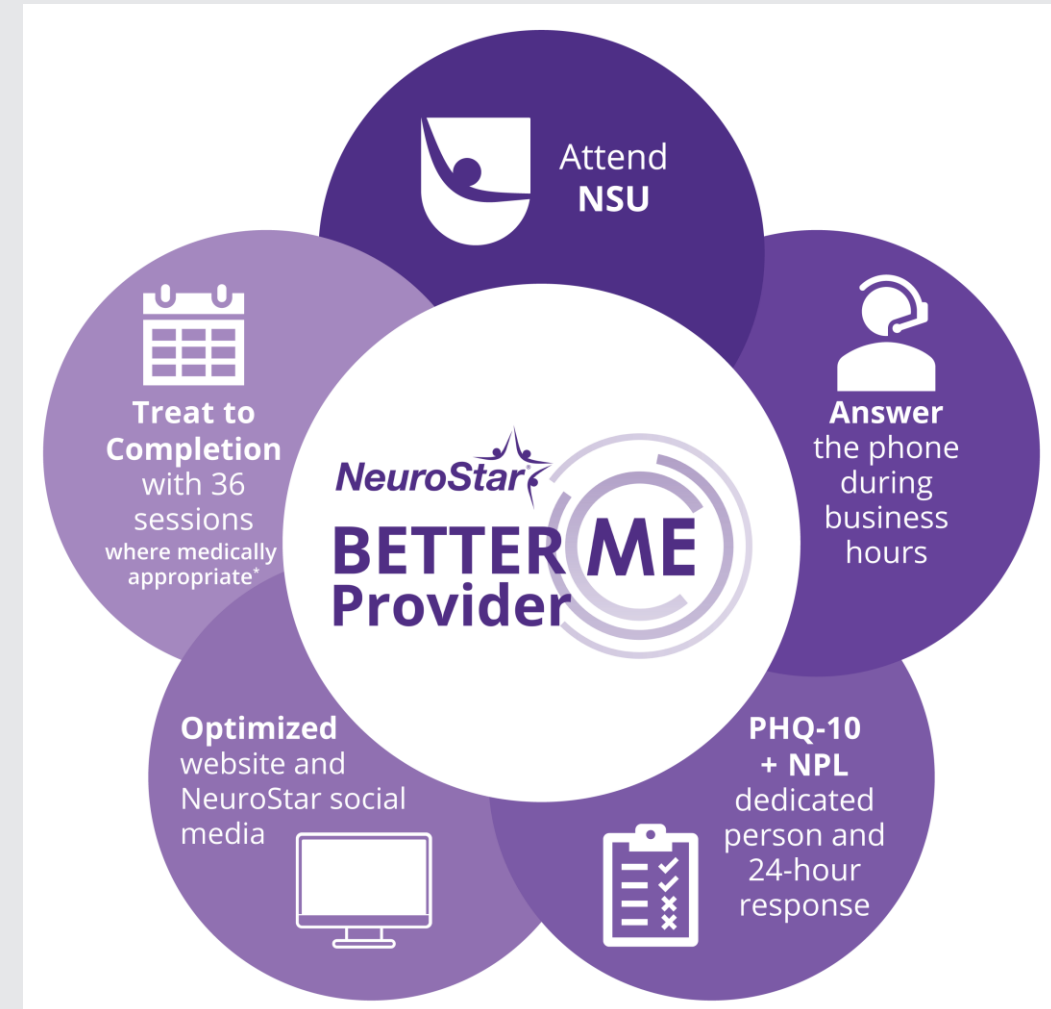 Attend
NSU
Answer
the phone
during
business
hours
PHQ-10
+ NPL
dedicated
person and
24-hour
response
Optimized
website and
NeuroStar social
media
Treat to
Completion
with 36
sessions
where medically
appropriate*
NeuroStar®
BETTER ME
Provider